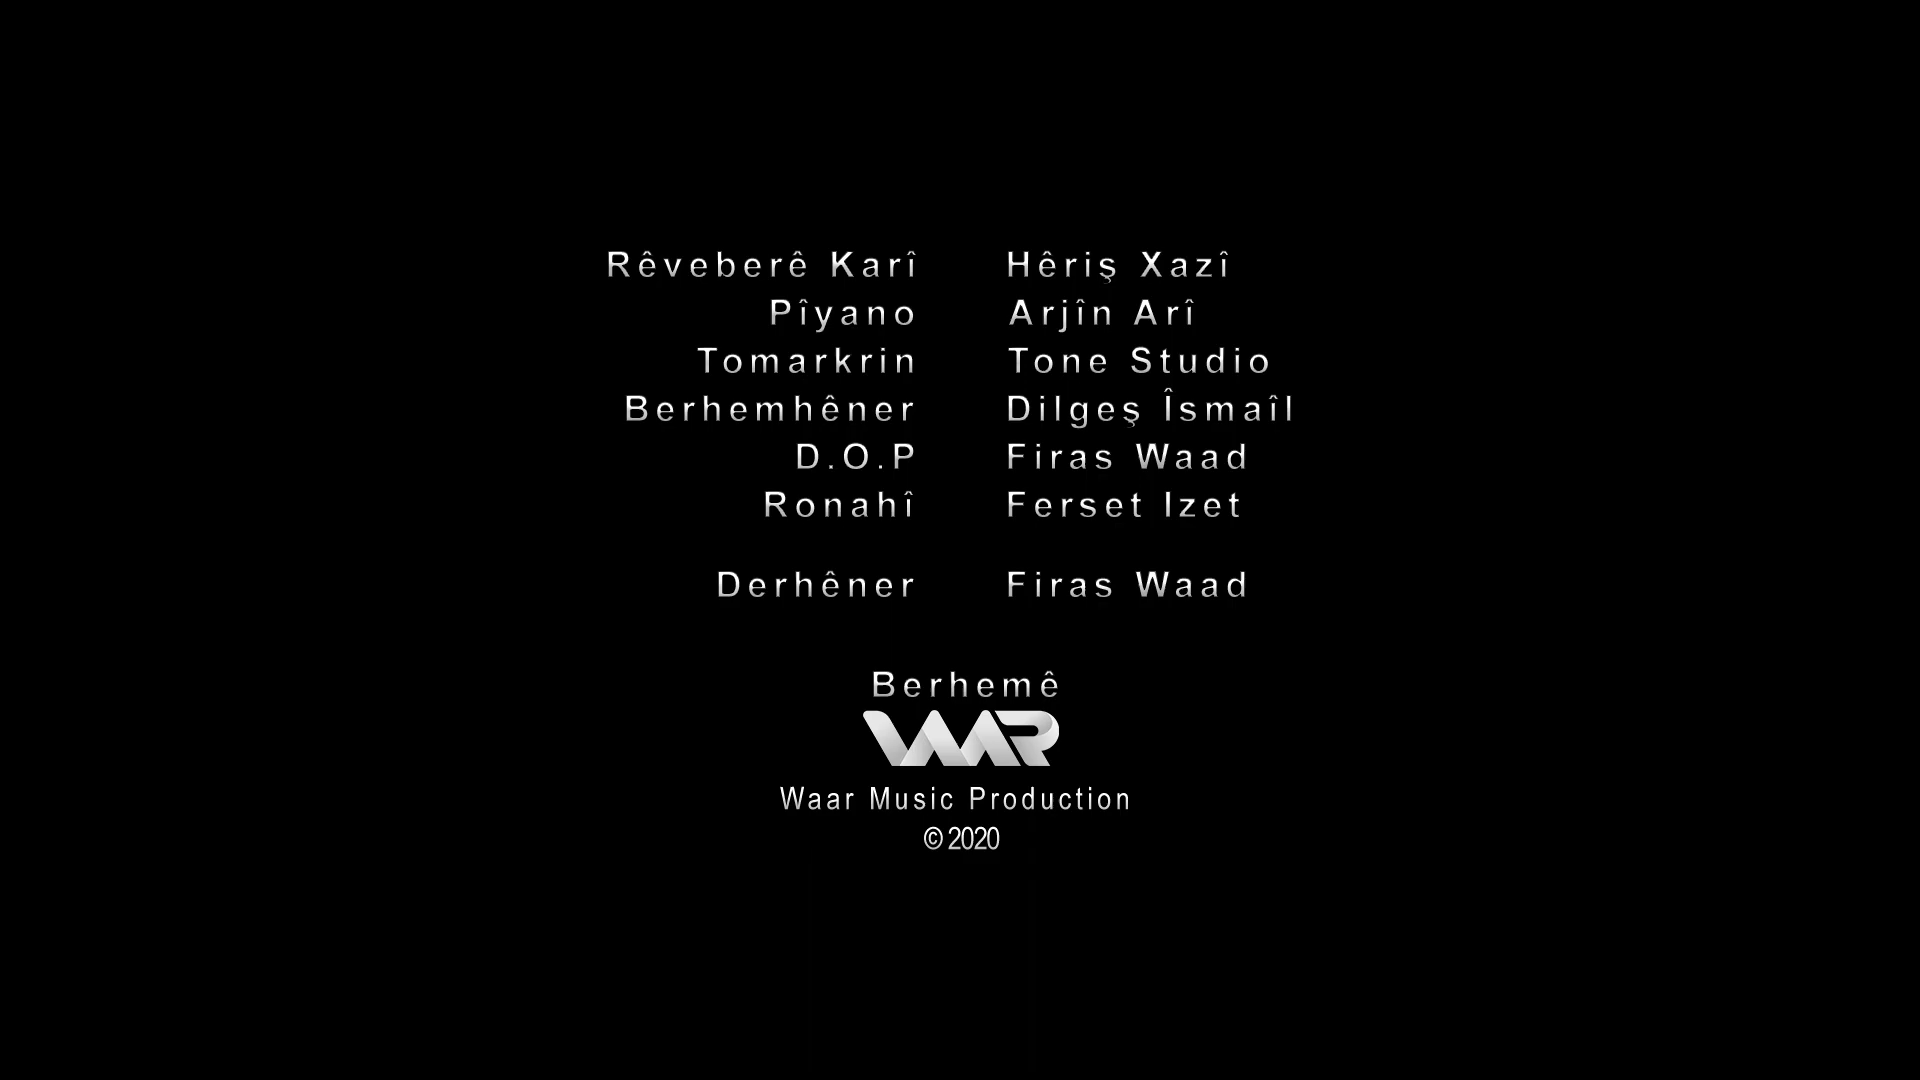 Rêveberê Karî Hêriş Xazî
Pîyano Arjîn Arî
Tomarkrin Tone Studio
Berhemhêner Dilgeş Îsmaîl
D.O.P Firas Waad
Ronahî Ferset Izet
Derhêner Firas Waad
Berhemê
WAAR
Waar Music Production
© 2020